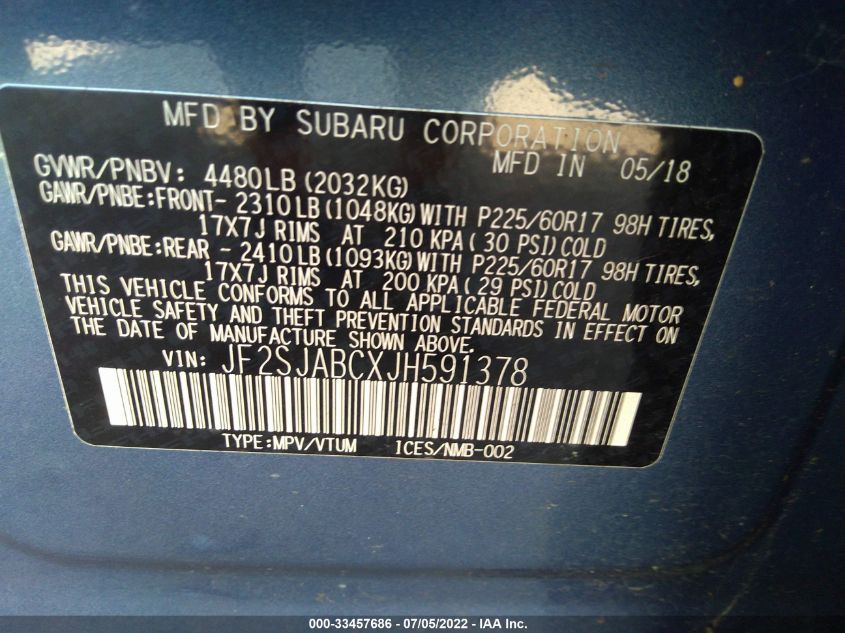 MFD BY SUBARU CORPORATION
MFD IN 05/18
GVWR/PNBV: 4480LB (2032KG)
GAWR/PNBE:FRONT- 2310LB (1048KG) WITH P225/60R17 98H TIRES,
17X7J RIMS AT 210 KPA (30 PSI) COLD
GAWR/PNBE:REAR - 2410LB (1093KG) WITH P225/60R17 98H TIRES,
17X7J RIMS AT 200 KPA (29 PSI) COLD
THIS VEHICLE CONFORMS TO ALL APPLICABLE FEDERAL MOTOR
VEHICLE SAFETY AND THEFT PREVENTION STANDARDS IN EFFECT ON
THE DATE OF MANUFACTURE SHOWN ABOVE.
VIN: JF2SJABCXJH591378
TYPE:MPV/VTUM ICES/NMB-002
000-33457686 - 07/05/2022 - IAA Inc.